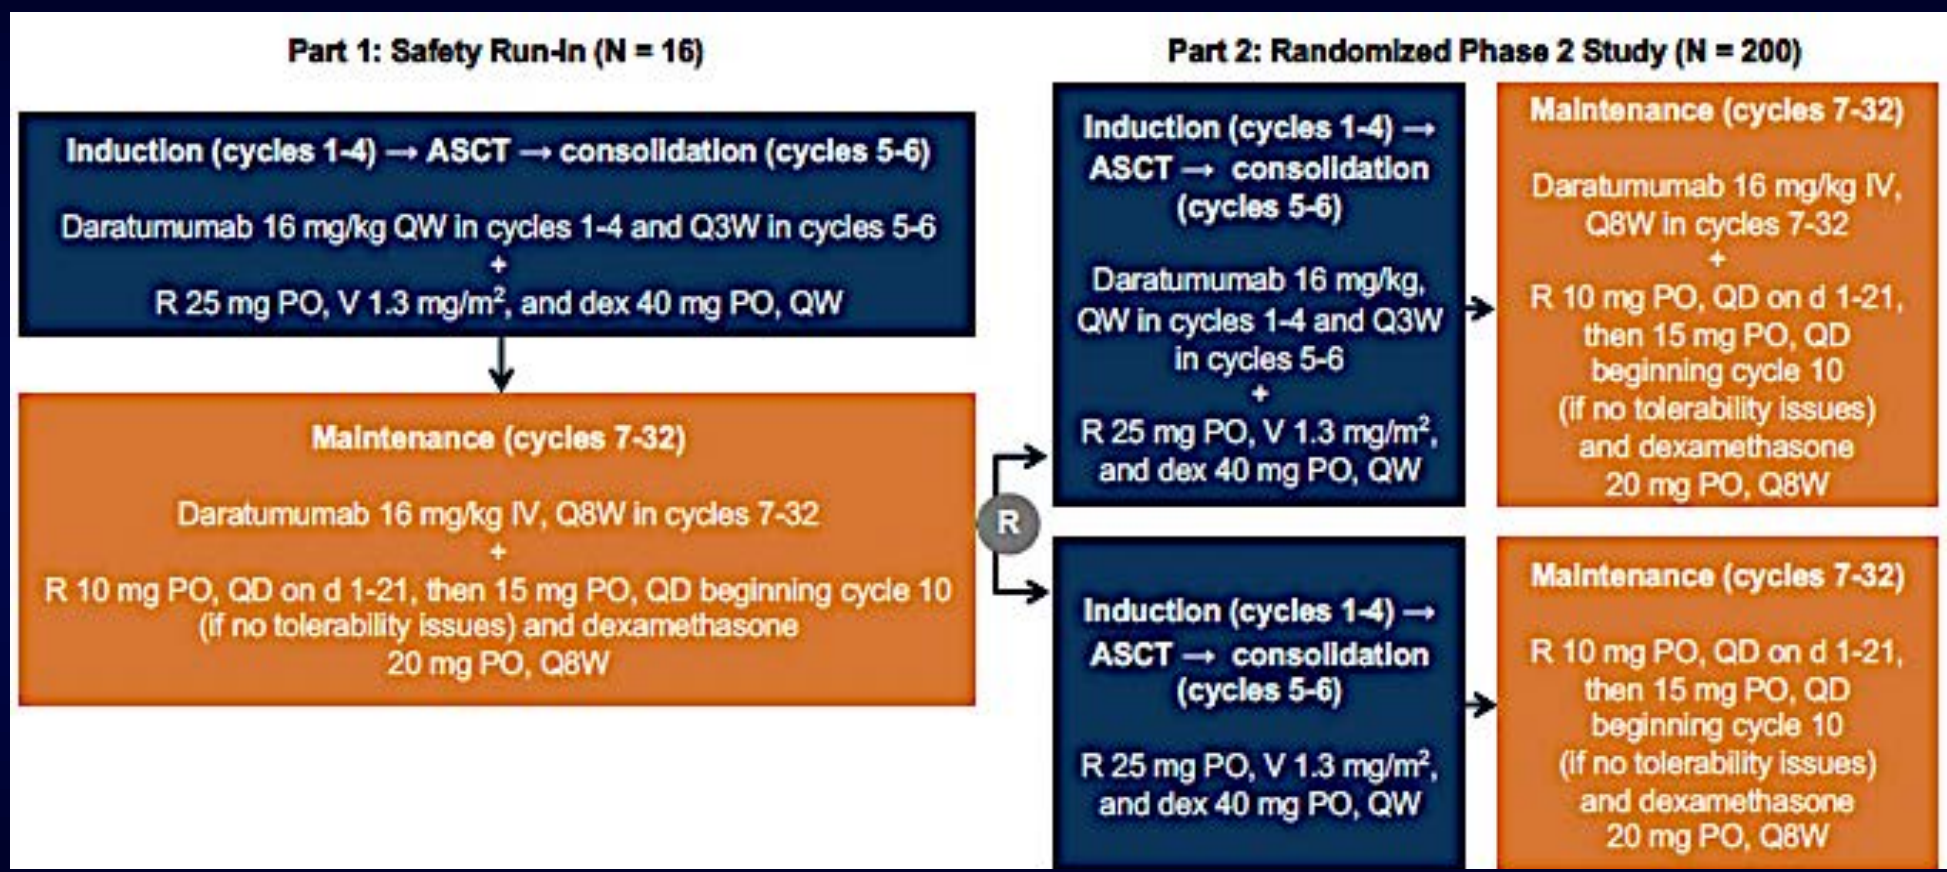 Part 1: Safety Run-In (N = 16)
Induction (cycles 1-4) → ASCT → consolidation (cycles 5-6)
Daratumumab 16 mg/kg QW in cycles 1-4 and Q3W in cycles 5-6
+
R 25 mg PO, V 1.3 mg/m², and dex 40 mg PO, QW
Maintenance (cycles 7-32)
Daratumumab 16 mg/kg IV, Q8W in cycles 7-32
+
R 10 mg PO, QD on d 1-21, then 15 mg PO, QD beginning cycle 10
(if no tolerability issues) and dexamethasone
20 mg PO, Q8W
R
Part 2: Randomized Phase 2 Study (N = 200)
Induction (cycles 1-4) →
ASCT → consolidation
(cycles 5-6)
Daratumumab 16 mg/kg,
QW in cycles 1-4 and Q3W
in cycles 5-6
+
R 25 mg PO, V 1.3 mg/m²,
and dex 40 mg PO, QW
Maintenance (cycles 7-32)
Daratumumab 16 mg/kg IV,
Q8W in cycles 7-32
+
R 10 mg PO, QD on d 1-21,
then 15 mg PO, QD
beginning cycle 10
(if no tolerability issues)
and dexamethasone
20 mg PO, Q8W
Induction (cycles 1-4) →
ASCT → consolidation
(cycles 5-6)
R 25 mg PO, V 1.3 mg/m²,
and dex 40 mg PO, QW
Maintenance (cycles 7-32)
R 10 mg PO, QD on d 1-21,
then 15 mg PO, QD
beginning cycle 10
(if no tolerability issues)
and dexamethasone
20 mg PO, Q8W